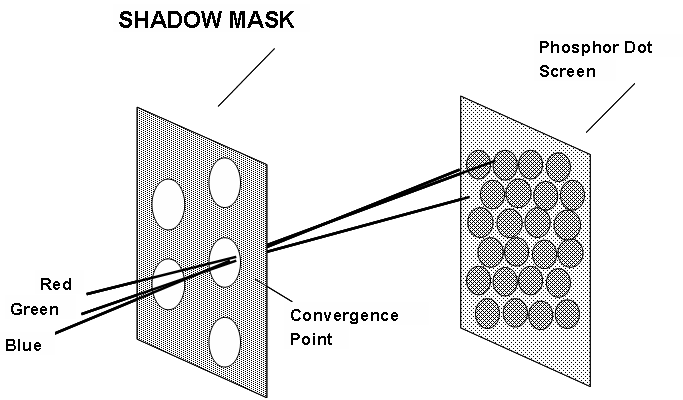 SHADOW MASK
Phosphor Dot
Screen
Red
Green
Blue
Convergence
Point